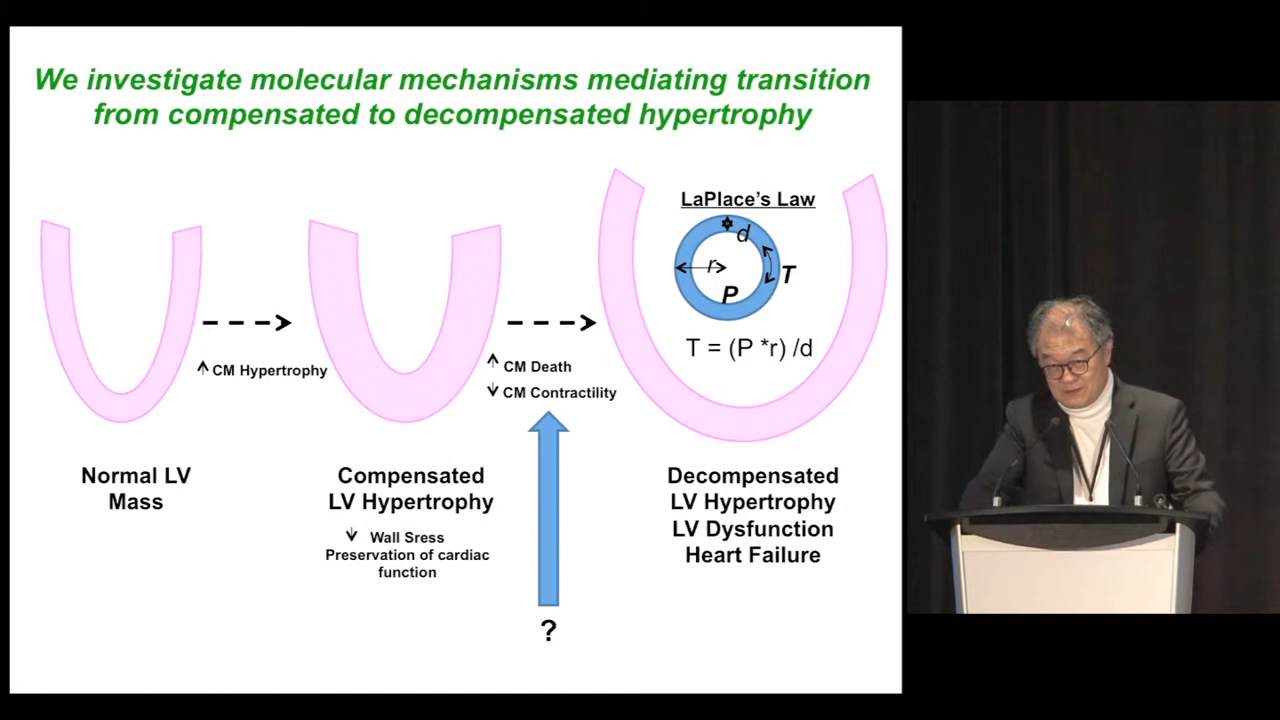 We investigate molecular mechanisms mediating transition
from compensated to decompensated hypertrophy
LaPlace's Law
d
r
T
P
T = (P *r) /d
CM Hypertrophy
CM Death
CM Contractility
Normal LV
Mass
Compensated
LV Hypertrophy
Wall Sress
Preservation of cardiac
function
Decompensated
LV Hypertrophy
LV Dysfunction
Heart Failure
?